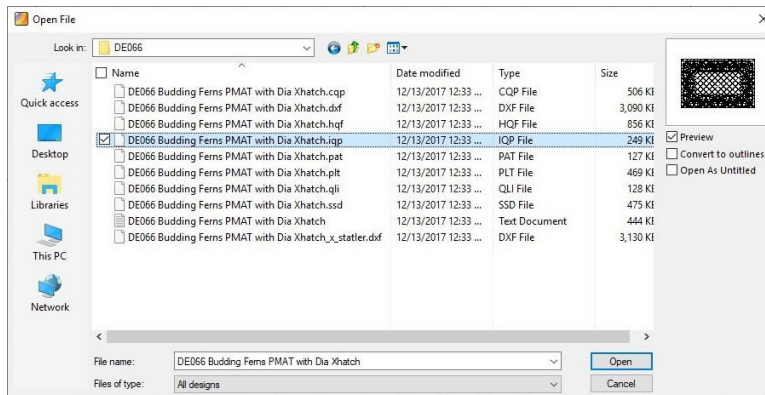 Open File
Look in: DE066
Name Date modified Type Size
DE066 Budding Ferns PMAT with Dia Xhatch.cqp 12/13/2017 12:33 ... CQP File 506 KB
DE066 Budding Ferns PMAT with Dia Xhatch.dxf 12/13/2017 12:33 ... DXF File 3,090 KB
DE066 Budding Ferns PMAT with Dia Xhatch.hqf 12/13/2017 12:33 ... HQF File 856 KB
DE066 Budding Ferns PMAT with Dia Xhatch.iqp 12/13/2017 12:33 ... IQP File 249 KB
DE066 Budding Ferns PMAT with Dia Xhatch.pat 12/13/2017 12:33 ... PAT File 127 KB
DE066 Budding Ferns PMAT with Dia Xhatch.plt 12/13/2017 12:33 ... PLT File 469 KB
DE066 Budding Ferns PMAT with Dia Xhatch.qli 12/13/2017 12:33 ... QLI File 128 KB
DE066 Budding Ferns PMAT with Dia Xhatch.ssd 12/13/2017 12:33 ... SSD File 475 KB
DE066 Budding Ferns PMAT with Dia Xhatch 12/13/2017 12:33 ... Text Document 444 KB
DE066 Budding Ferns PMAT with Dia Xhatch_x_statler.dxf 12/13/2017 12:33 ... DXF File 3,130 KB
Quick access
Desktop
Libraries
This PC
Network
Preview
Convert to outlines
Open As Untitled
File name: DE066 Budding Ferns PMAT with Dia Xhatch Open
Files of type: All designs Cancel